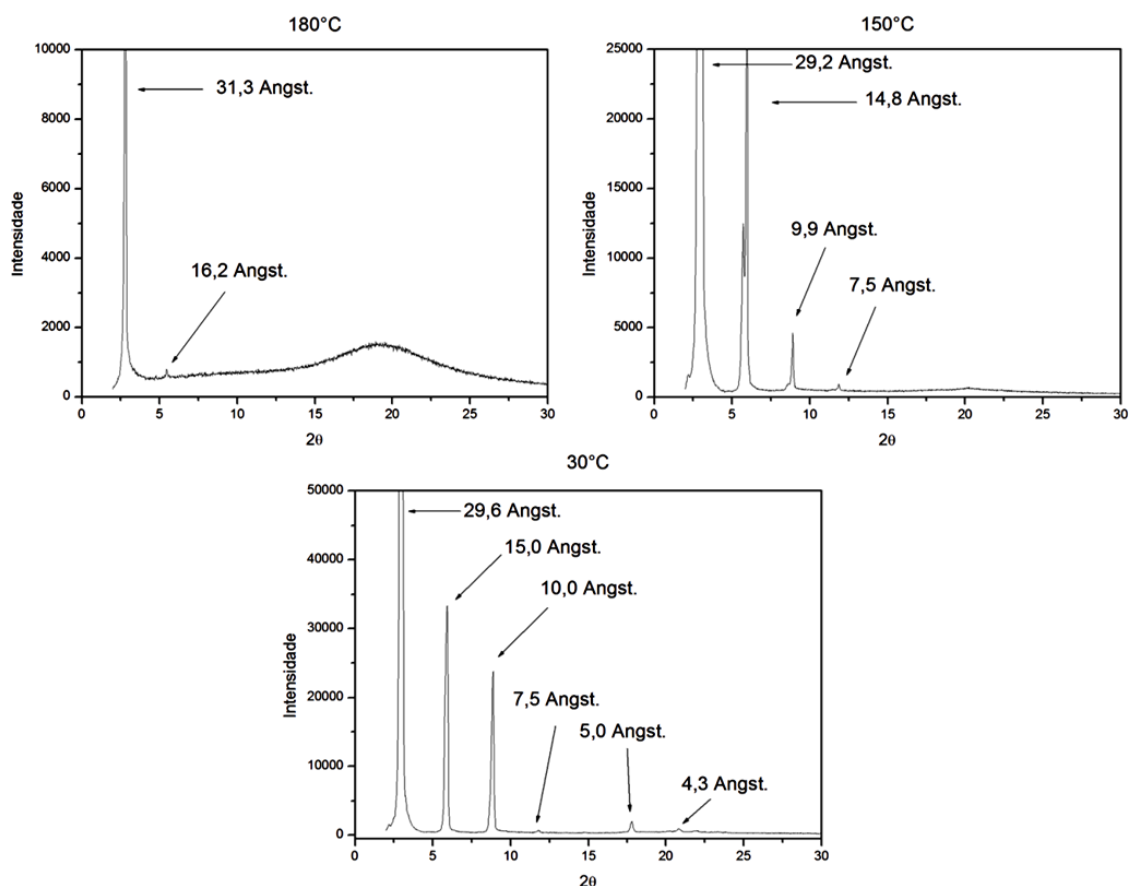 180°C
10000
8000
6000
4000
2000
0
Intensidade
31,3 Angst.
16,2 Angst.
0 5 10 15 20 25 30
2θ
150°C
25000
20000
15000
10000
5000
0
Intensidade
29,2 Angst.
14,8 Angst.
9,9 Angst.
7,5 Angst.
0 5 10 15 20 25 30
2θ
30°C
50000
40000
30000
20000
10000
0
Intensidade
29,6 Angst.
15,0 Angst.
10,0 Angst.
7,5 Angst.
5,0 Angst.
4,3 Angst.
0 5 10 15 20 25 30
2θ